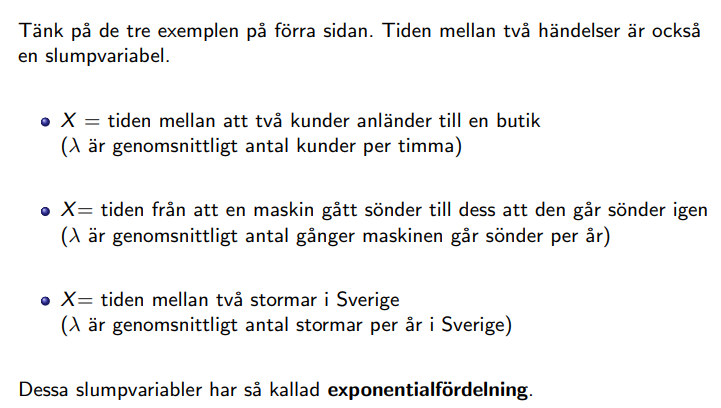 Tänk på de tre exemplen på förra sidan. Tiden mellan två händelser är också
en slumpvariabel.
X = tiden mellan att två kunder anländer till en butik
(λ är genomsnittligt antal kunder per timma)
X= tiden från att en maskin gått sönder till dess att den går sönder igen
(λ är genomsnittligt antal gånger maskinen går sönder per år)
X= tiden mellan två stormar i Sverige
(λ är genomsnittligt antal stormar per år i Sverige)
Dessa slumpvariabler har så kallad exponentialfördelning.